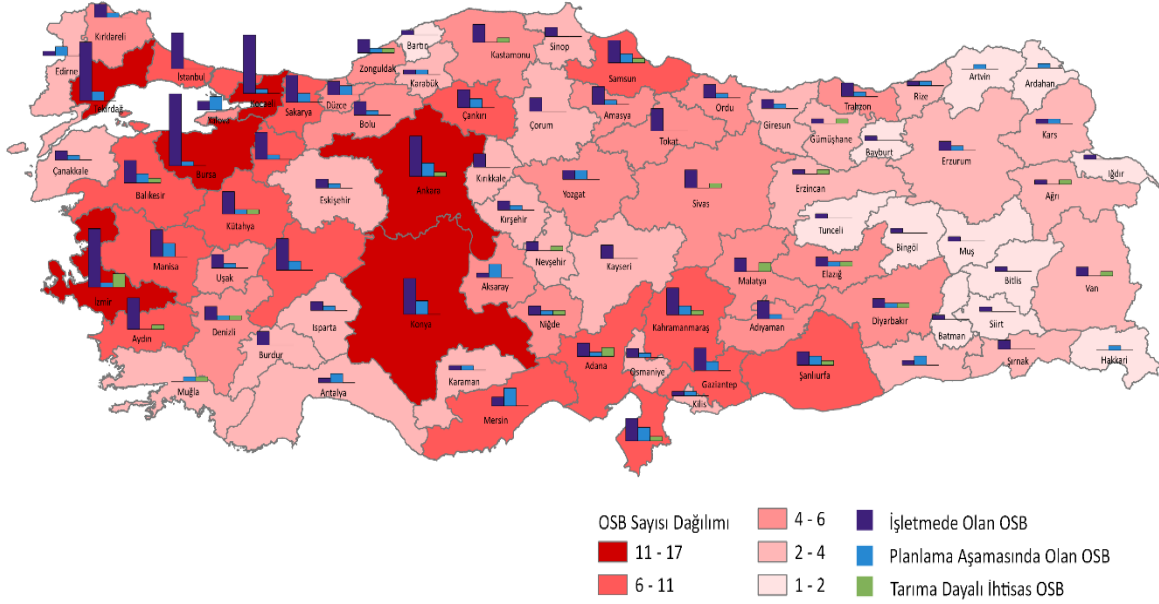 Kırklareli
Edirne
Tekirdağ
İstanbul
Kocaeli
Yalova
Sakarya
Düzce
Bolu
Zonguldak
Bartın
Karabük
Kastamonu
Sinop
Samsun
Çankırı
Çorum
Amasya
Tokat
Ordu
Giresun
Gümüşhane
Trabzon
Rize
Artvin
Ardahan
Kars
Bayburt
Erzurum
Iğdır
Ağrı
Çanakkale
Balıkesir
Bursa
Kütahya
Eskişehir
Ankara
Kırıkkale
Kırşehir
Yozgat
Sivas
Erzincan
Tunceli
Bingöl
Muş
Bitlis
Van
Manisa
Uşak
İzmir
Aydın
Denizli
Isparta
Burdur
Muğla
Antalya
Konya
Aksaray
Nevşehir
Kayseri
Niğde
Karaman
Mersin
Adana
Osmaniye
Kahramanmaraş
Malatya
Elazığ
Adıyaman
Gaziantep
Kilis
Şanlıurfa
Diyarbakır
Batman
Siirt
Şırnak
Hakkari
OSB Sayısı Dağılımı
11 - 17
6 - 11
4 - 6
2 - 4
1 - 2
İşletmede Olan OSB
Planlama Aşamasında Olan OSB
Tarıma Dayalı İhtisas OSB